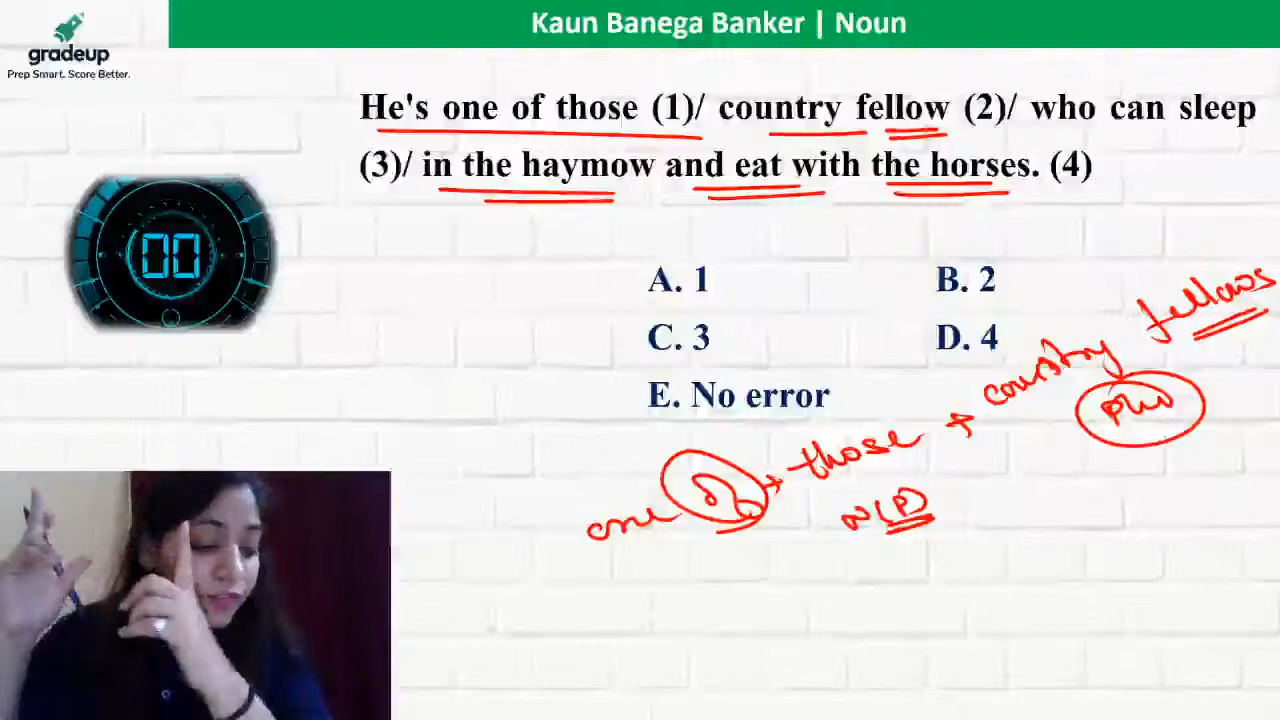 Kaun Banega Banker | Noun
gradeup
Prep Smart. Score Better.
He's one of those (1)/ country fellow (2)/ who can sleep
(3)/ in the haymow and eat with the horses. (4)
00
A. 1
B. 2
C. 3
D. 4
E. No error
one of + those + country fellows
N(P)